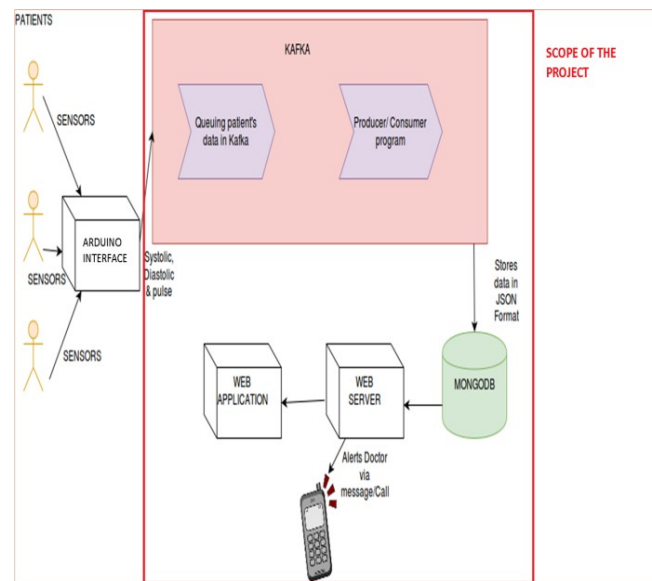 PATIENTS
KAFKA
SCOPE OF THE
PROJECT
SENSORS
Queuing patient's
data in Kafka
Producer/ Consumer
program
ARDUINO
INTERFACE
SENSORS
Systolic,
Diastolic
& pulse
SENSORS
Stores
data in
JSON
Format
WEB
APPLICATION
WEB
SERVER
MONGODB
Alerts Doctor
via
message/Call